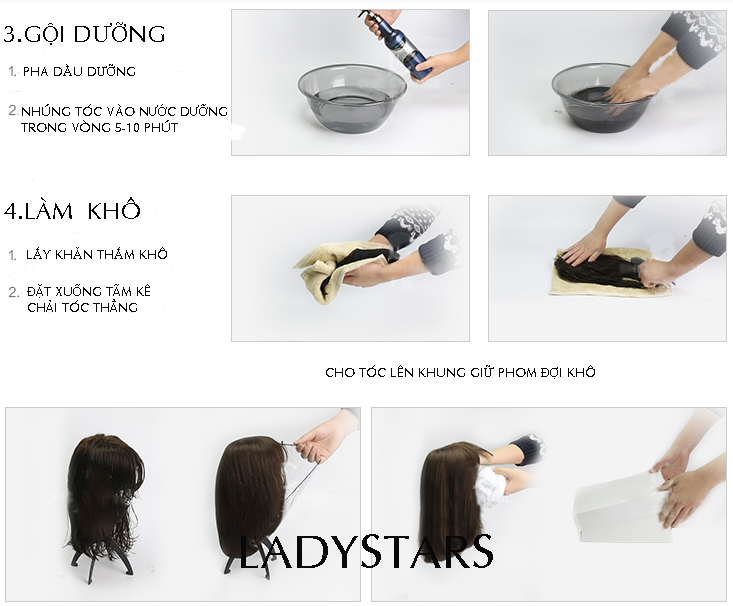 3.GỘI DƯỠNG
1. PHA DẦU DƯỠNG
2. NHÚNG TÓC VÀO NƯỚC DƯỠNG
TRONG VÒNG 5-10 PHÚT
4.LÀM KHÔ
1. LẤY KHĂN THẤM KHÔ
2. ĐẶT XUỐNG TẤM KÊ
CHẢI TÓC THẲNG
CHO TÓC LÊN KHUNG GIỮ PHOM ĐỢI KHÔ
LADYSTARS